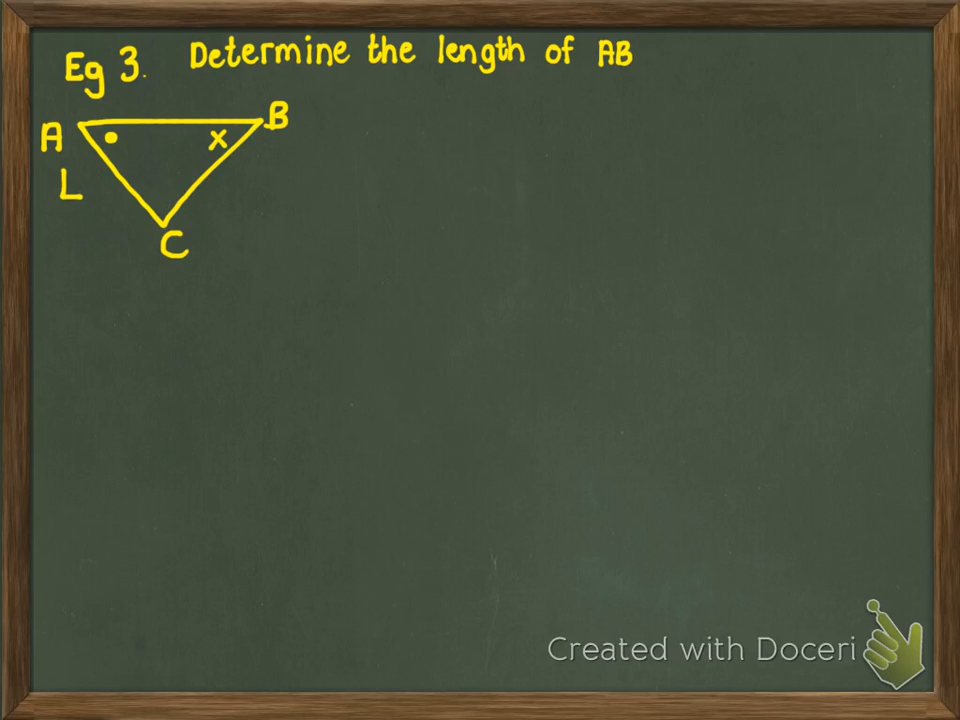 Eg 3. Determine the length of AB
A B
x
L
C
Created with Doceri